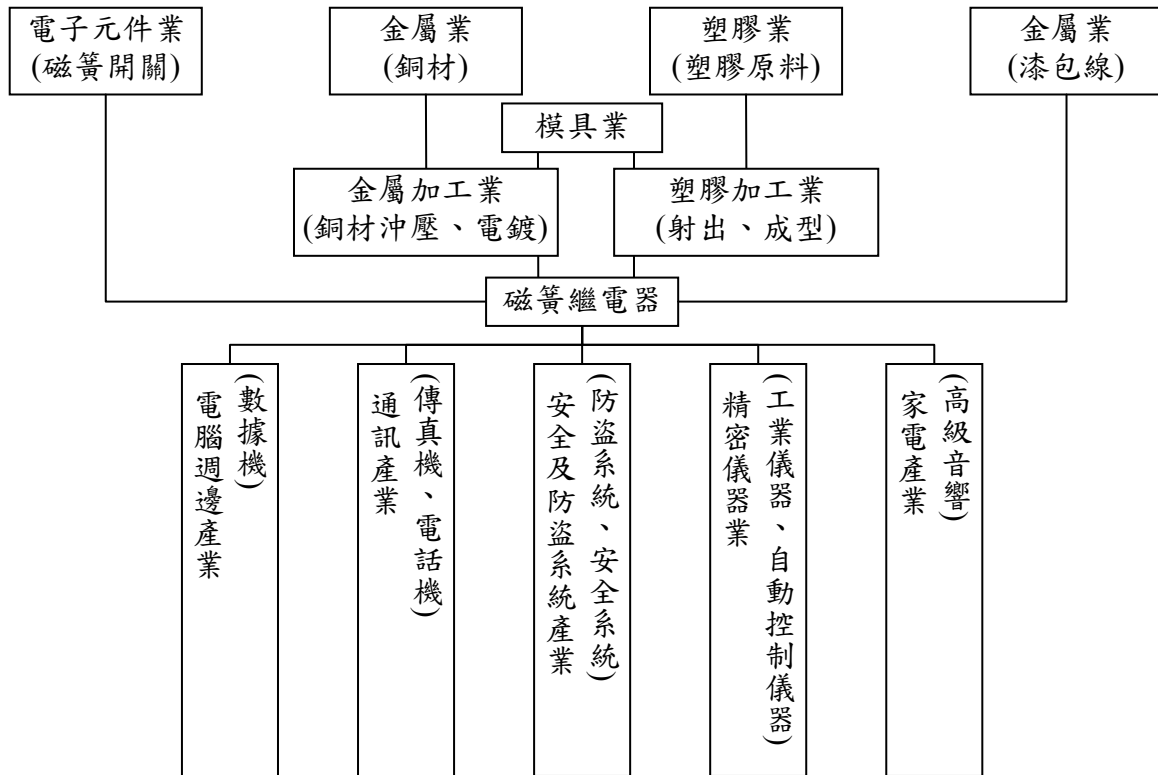 電子元件業
(磁簧開關)
金屬業
(銅材)
塑膠業
(塑膠原料)
金屬業
(漆包線)
模具業
金屬加工業
(銅材沖壓、電鍍)
塑膠加工業
(射出、成型)
磁簧繼電器
電腦週邊產業
(數據機)
通訊產業
(傳真機、電話機)
安全及防盜系統產業
(防盜系統、安全系統)
精密儀器業
(工業儀器、自動控制儀器)
家電產業
(高級音響)